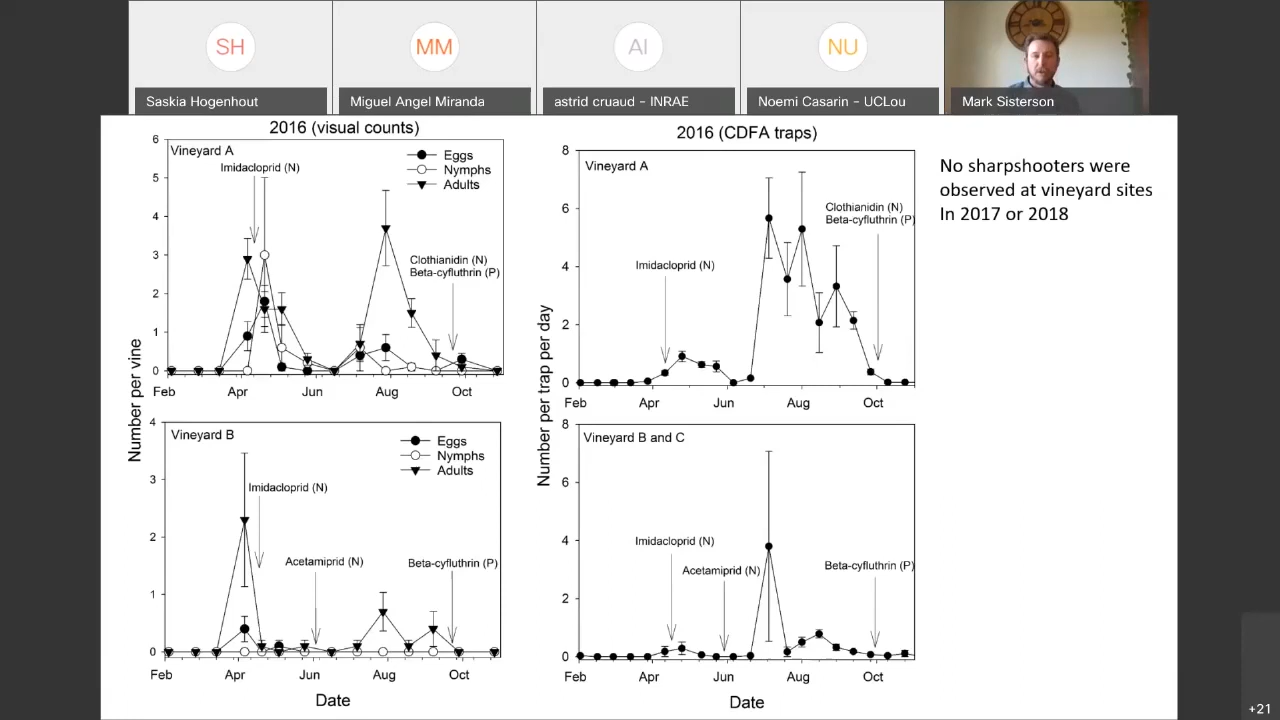 SH
MM
AI
NU
Saskia Hogenhout
Miguel Angel Miranda
astrid cruaud - INRAE
Noemi Casarin - UCLou
Mark Sisterson
2016 (visual counts)
6
5
4
3
2
1
0
Vineyard A
Imidacloprid (N)
Eggs
Nymphs
Adults
Clothianidin (N)
Beta-cyfluthrin (P)
Feb
Apr
Jun
Aug
Oct
Number per vine
4
3
2
1
0
Vineyard B
Eggs
Nymphs
Adults
Imidacloprid (N)
Acetamiprid (N)
Beta-cyfluthrin (P)
Feb
Apr
Jun
Aug
Oct
Date
2016 (CDFA traps)
8
6
4
2
0
Vineyard A
Clothianidin (N)
Beta-cyfluthrin (P)
Imidacloprid (N)
Feb
Apr
Jun
Aug
Oct
Number per trap per day
8
6
4
2
0
Vineyard B and C
Imidacloprid (N)
Acetamiprid (N)
Beta-cyfluthrin (P)
Feb
Apr
Jun
Aug
Oct
Date
No sharpshooters were
observed at vineyard sites
In 2017 or 2018
+21